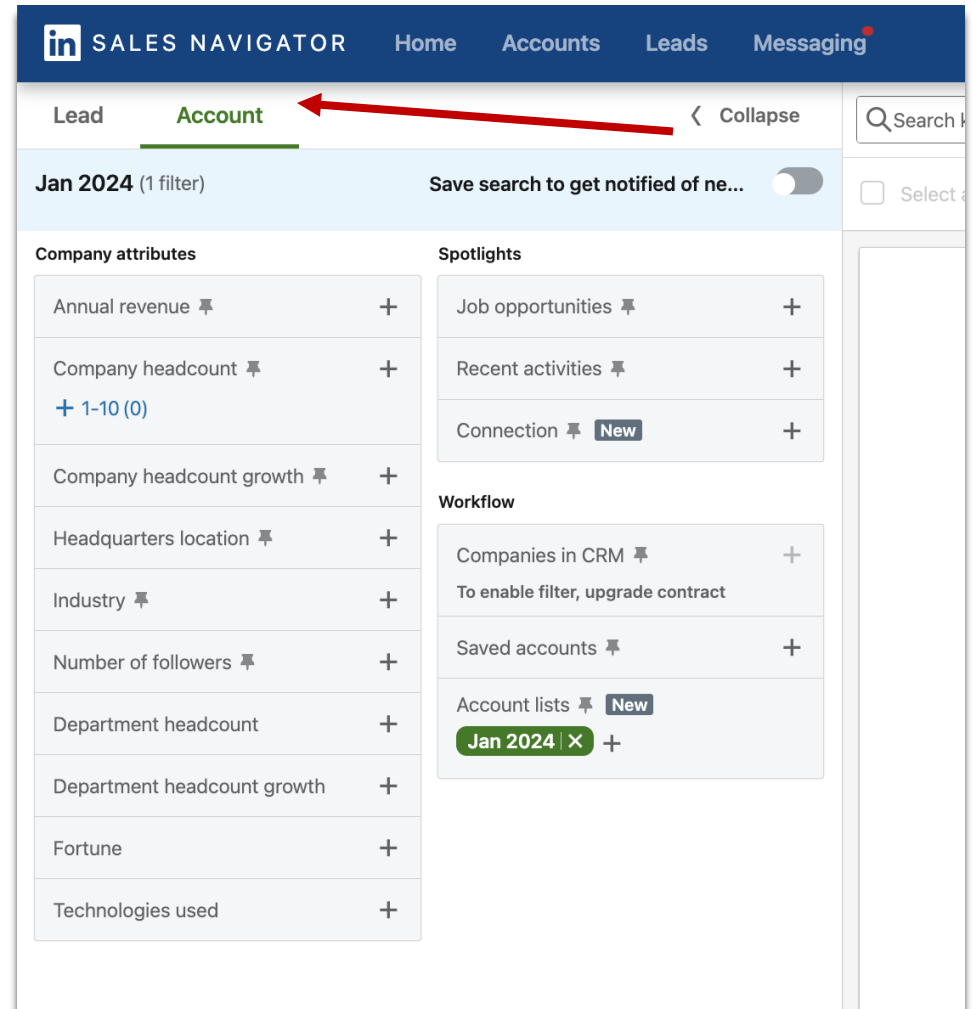 in SALES NAVIGATOR Home Accounts Leads Messaging
Lead Account Collapse
Search
Jan 2024 (1 filter) Save search to get notified of ne...
Select
Company attributes
Annual revenue
Company headcount
+ 1-10 (0)
Company headcount growth
Headquarters location
Industry
Number of followers
Department headcount
Department headcount growth
Fortune
Technologies used
Spotlights
Job opportunities
Recent activities
Connection New
Workflow
Companies in CRM
To enable filter, upgrade contract
Saved accounts
Account lists New
Jan 2024